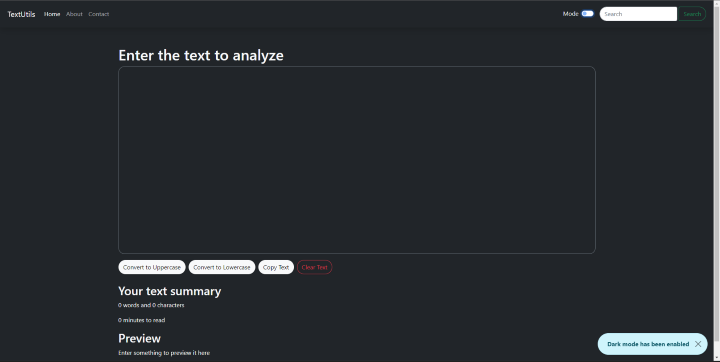 TextUtils Home About Contact Mode Search Search
Enter the text to analyze
Convert to Uppercase Convert to Lowercase Copy Text Clear Text
Your text summary
0 words and 0 characters
0 minutes to read
Preview
Enter something to preview it here
Dark mode has been enabled